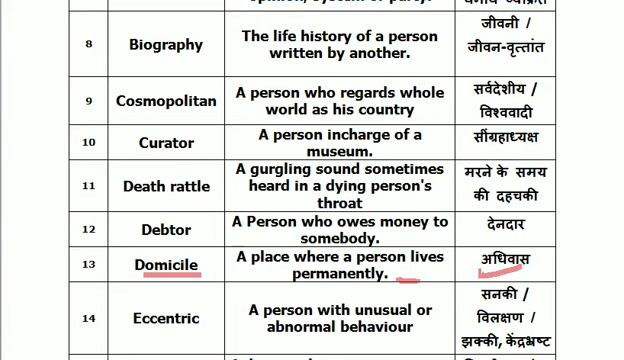 opinion, system or party.
8 Biography The life history of a person written by another. जीवनी / जीवन-वृत्तांत
9 Cosmopolitan A person who regards whole world as his country सर्वदेशीय / विश्ववादी
10 Curator A person incharge of a museum. सींग्रहाध्यक्ष
11 Death rattle A gurgling sound sometimes heard in a dying person's throat मरने के समय की दहचकी
12 Debtor A Person who owes money to somebody. देनदार
13 Domicile A place where a person lives permanently. अधिवास
14 Eccentric A person with unusual or abnormal behaviour सनकी / विलक्षण / झक्की, केंद्रभ्रष्ट